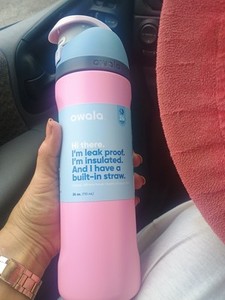 owala
Hi there.
I'm leak proof.
I'm insulated.
And I have a
built-in straw.